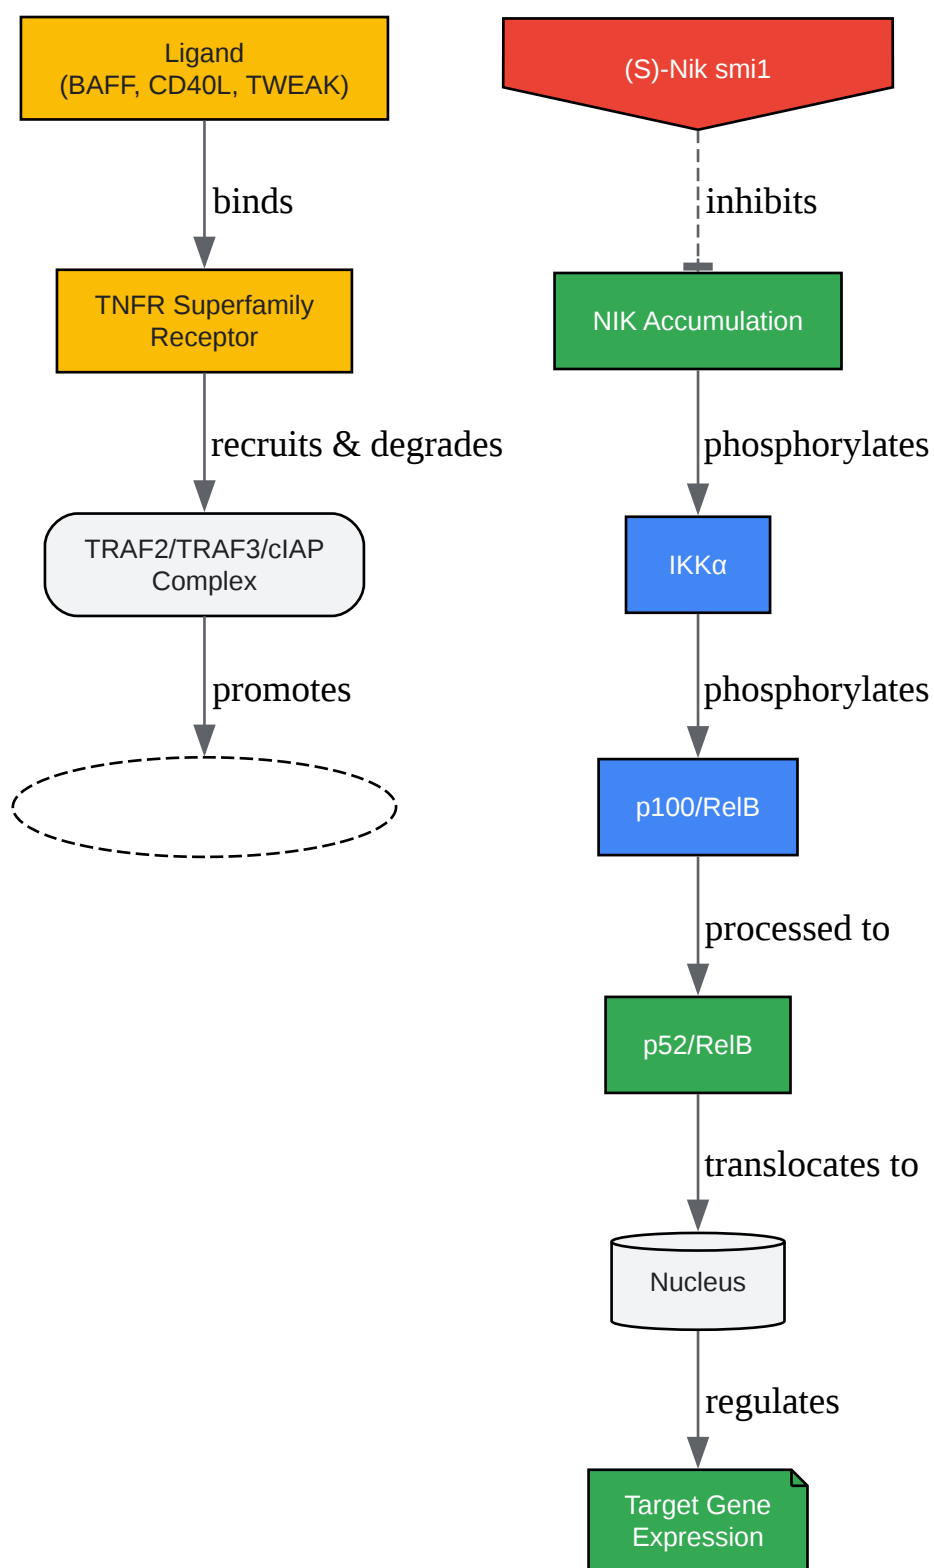 Ligand
(BAFF, CD40L, TWEAK)
binds
TNFR Superfamily
Receptor
recruits & degrades
TRAF2/TRAF3/cIAP
Complex
promotes
(S)-Nik smi1
inhibits
NIK Accumulation
phosphorylates
IKKα
phosphorylates
p100/RelB
processed to
p52/RelB
translocates to
Nucleus
regulates
Target Gene
Expression